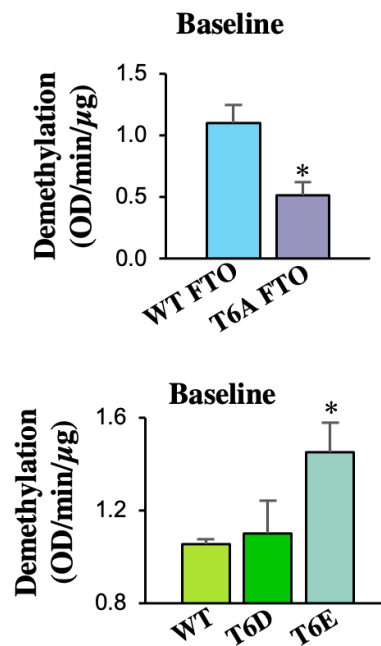 Baseline
Demethylation
(OD/min/µg)
1.5
1.0
0.5
0.0
*
WT FTO
T6A FTO
Baseline
Demethylation
(OD/min/µg)
1.6
1.2
0.8
*
WT
T6D
T6E